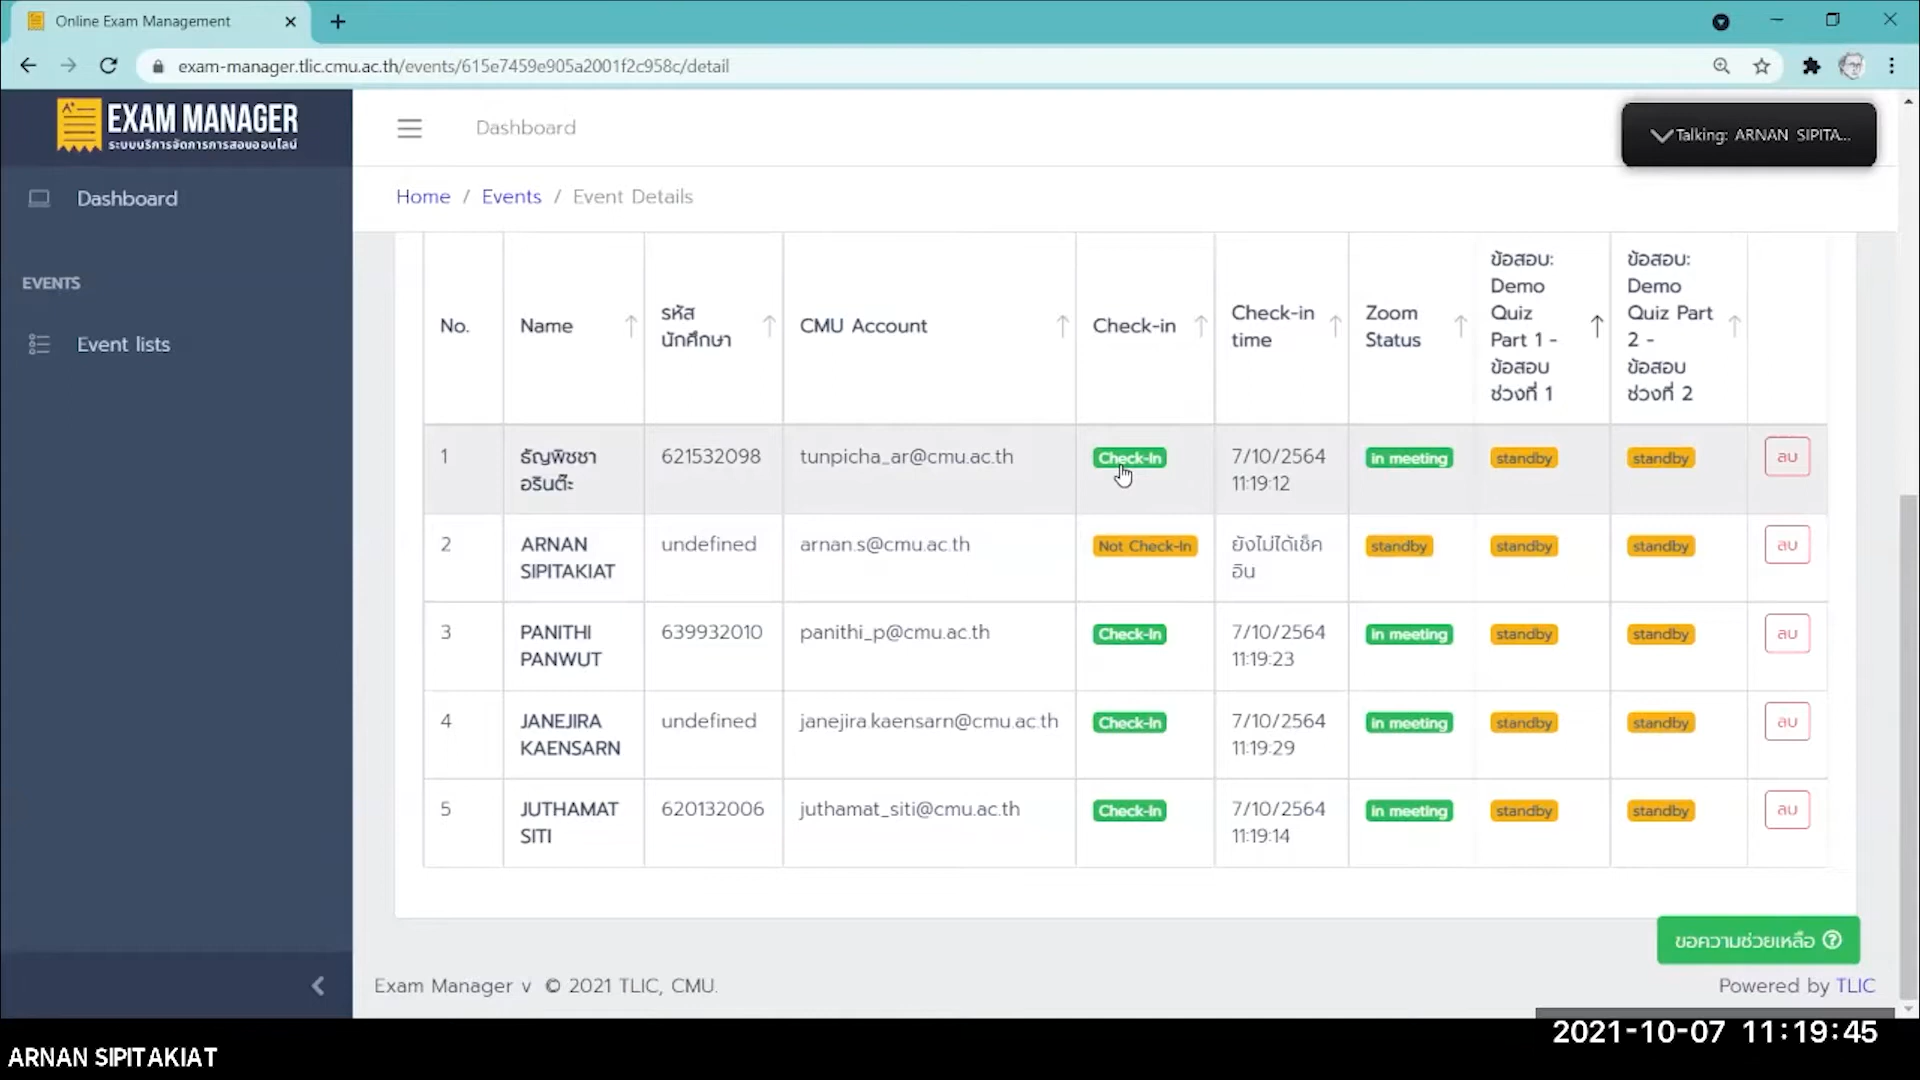 Online Exam Management
exam-manager.tlic.cmu.ac.th/events/615e7459e905a2001f2c958c/detail
EXAM MANAGER
ระบบบริการจัดการการสอบออนไลน์
Dashboard
Talking: ARNAN SIPITA...
Dashboard
Home / Events / Event Details
EVENTS
Event lists
No.
Name
รหัส
นักศึกษา
CMU Account
Check-in
Check-in
time
Zoom
Status
ข้อสอบ:
Demo
Quiz
Part 1 -
ข้อสอบ
ช่วงที่ 1
ข้อสอบ:
Demo
Quiz Part
2 -
ข้อสอบ
ช่วงที่ 2
1
ธัญพิชชา
อรินต๊ะ
621532098
tunpicha_ar@cmu.ac.th
Check-In
7/10/2564
11:19:12
in meeting
standby
standby
ลบ
2
ARNAN
SIPITAKIAT
undefined
arnan.s@cmu.ac.th
Not Check-In
ยังไม่ได้เช็ค
อิน
standby
standby
standby
ลบ
3
PANITHI
PANWUT
639932010
panithi_p@cmu.ac.th
Check-In
7/10/2564
11:19:23
in meeting
standby
standby
ลบ
4
JANEJIRA
KAENSARN
undefined
janejira.kaensarn@cmu.ac.th
Check-In
7/10/2564
11:19:29
in meeting
standby
standby
ลบ
5
JUTHAMAT
SITI
620132006
juthamat_siti@cmu.ac.th
Check-In
7/10/2564
11:19:14
in meeting
standby
standby
ลบ
ขอความช่วยเหลือ
Exam Manager v © 2021 TLIC, CMU.
Powered by TLIC
2021-10-07 11:19:45
ARNAN SIPITAKIAT